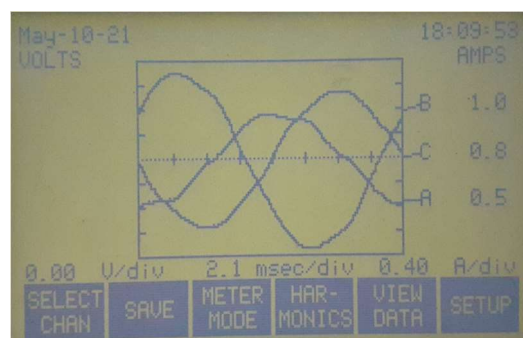 May-10-21 18:09:53
VOLTS AMPS
B 1.0
C 0.8
A 0.5
0.00 V/div 2.1 msec/div 0.40 A/div
SELECT CHAN SAVE METER MODE HAR-MONICS VIEW DATA SETUP